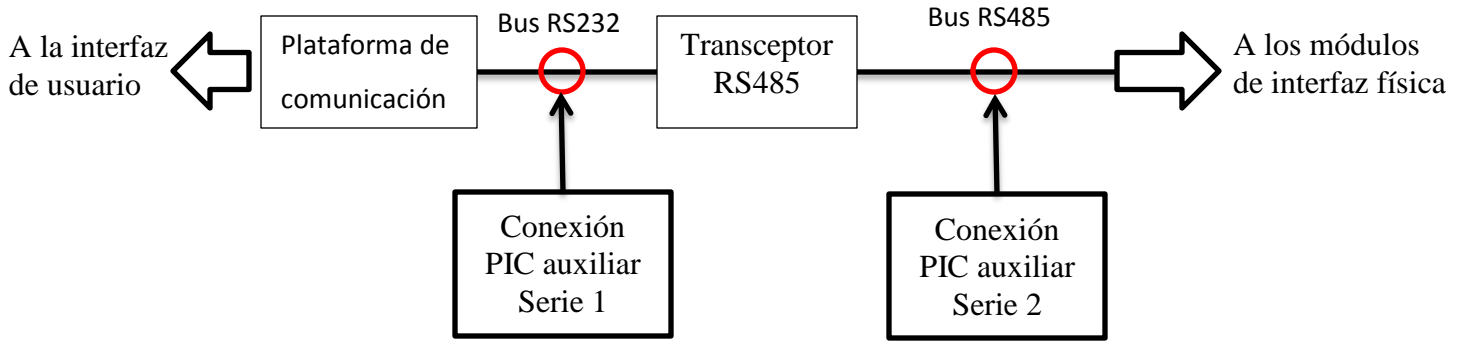 A la interfaz
de usuario
Plataforma de
comunicación
Bus RS232
Transceptor
RS485
Bus RS485
A los módulos
de interfaz física
Conexión
PIC auxiliar
Serie 1
Conexión
PIC auxiliar
Serie 2